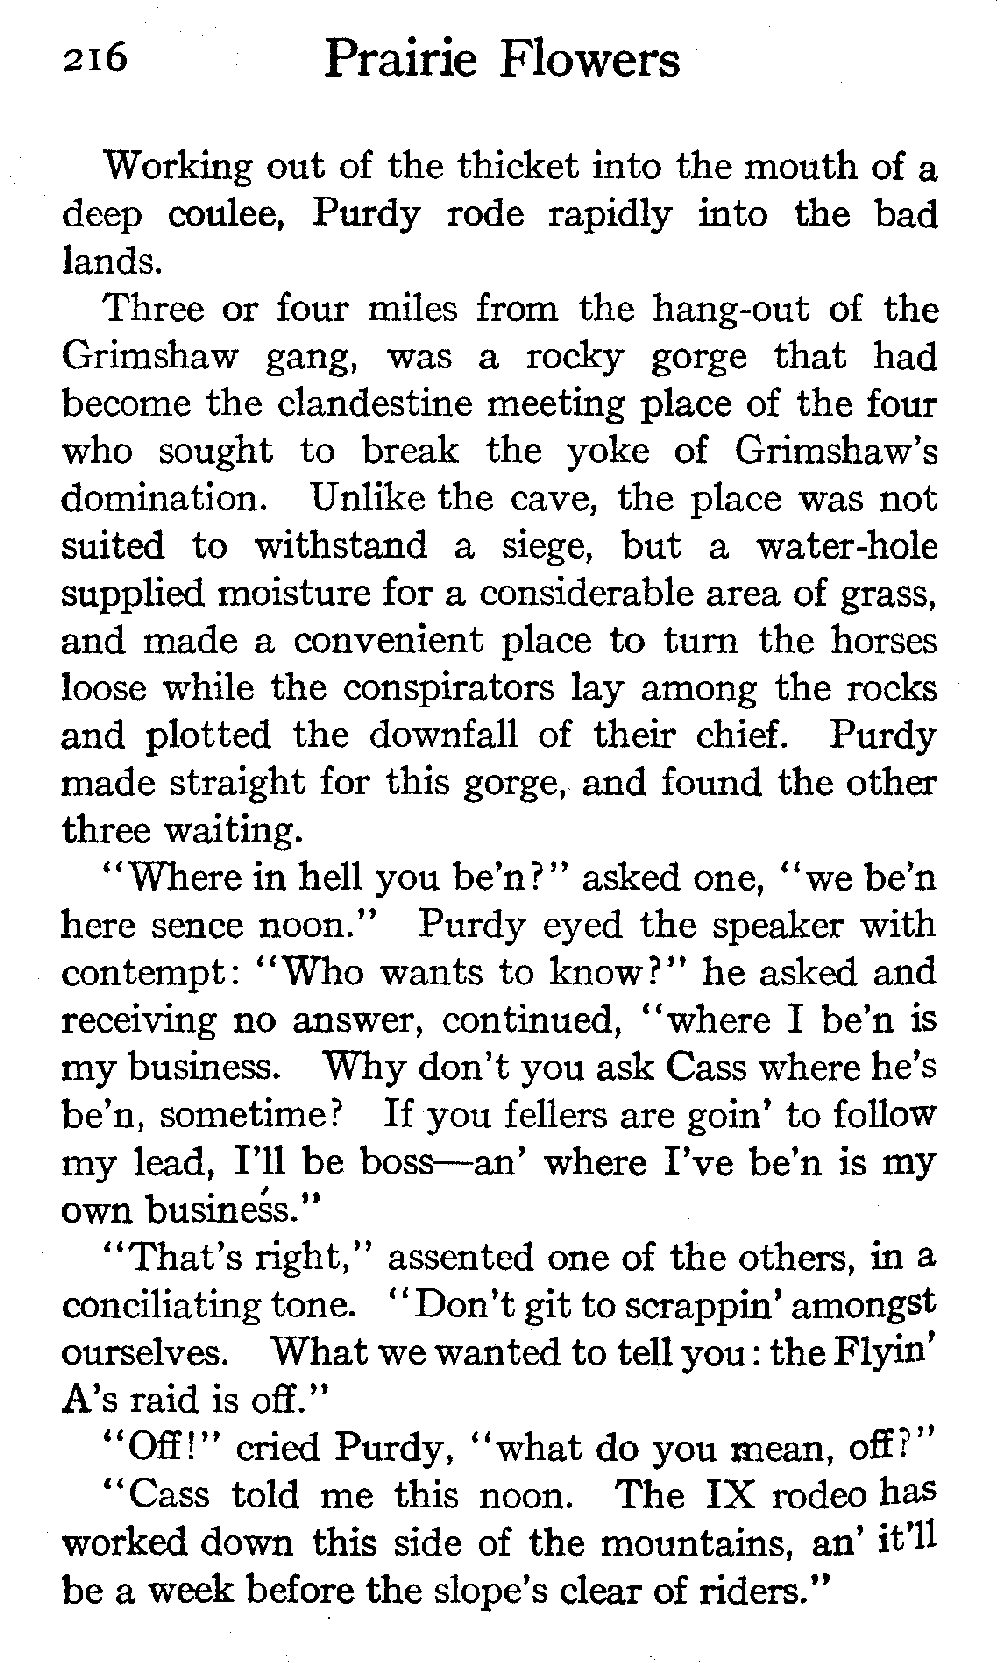 216 Prairie Flowers
Working out of the thicket into the mouth of a
deep coulee, Purdy rode rapidly into the bad
lands.
Three or four miles from the hang-out of the
Grimshaw gang, was a rocky gorge that had
become the clandestine meeting place of the four
who sought to break the yoke of Grimshaw's
domination. Unlike the cave, the place was not
suited to withstand a siege, but a water-hole
supplied moisture for a considerable area of grass,
and made a convenient place to turn the horses
loose while the conspirators lay among the rocks
and plotted the downfall of their chief. Purdy
made straight for this gorge, and found the other
three waiting.
"Where in hell you be'n?" asked one, "we be'n
here sence noon." Purdy eyed the speaker with
contempt: "Who wants to know?" he asked and
receiving no answer, continued, "where I be'n is
my business. Why don't you ask Cass where he's
be'n, sometime? If you fellers are goin' to follow
my lead, I'll be boss—an' where I've be'n is my
own business."
"That's right," assented one of the others, in a
conciliating tone. "Don't git to scrappin' amongst
ourselves. What we wanted to tell you: the Flyin'
A's raid is off."
"Off!" cried Purdy, "what do you mean, off?"
"Cass told me this noon. The IX rodeo has
worked down this side of the mountains, an' it'll
be a week before the slope's clear of riders."